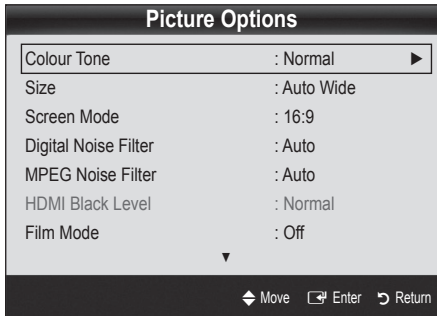 Picture Options
Colour Tone : Normal ▶
Size : Auto Wide
Screen Mode : 16:9
Digital Noise Filter : Auto
MPEG Noise Filter : Auto
HDMI Black Level : Normal
Film Mode : Off
▼
Move Enter Return